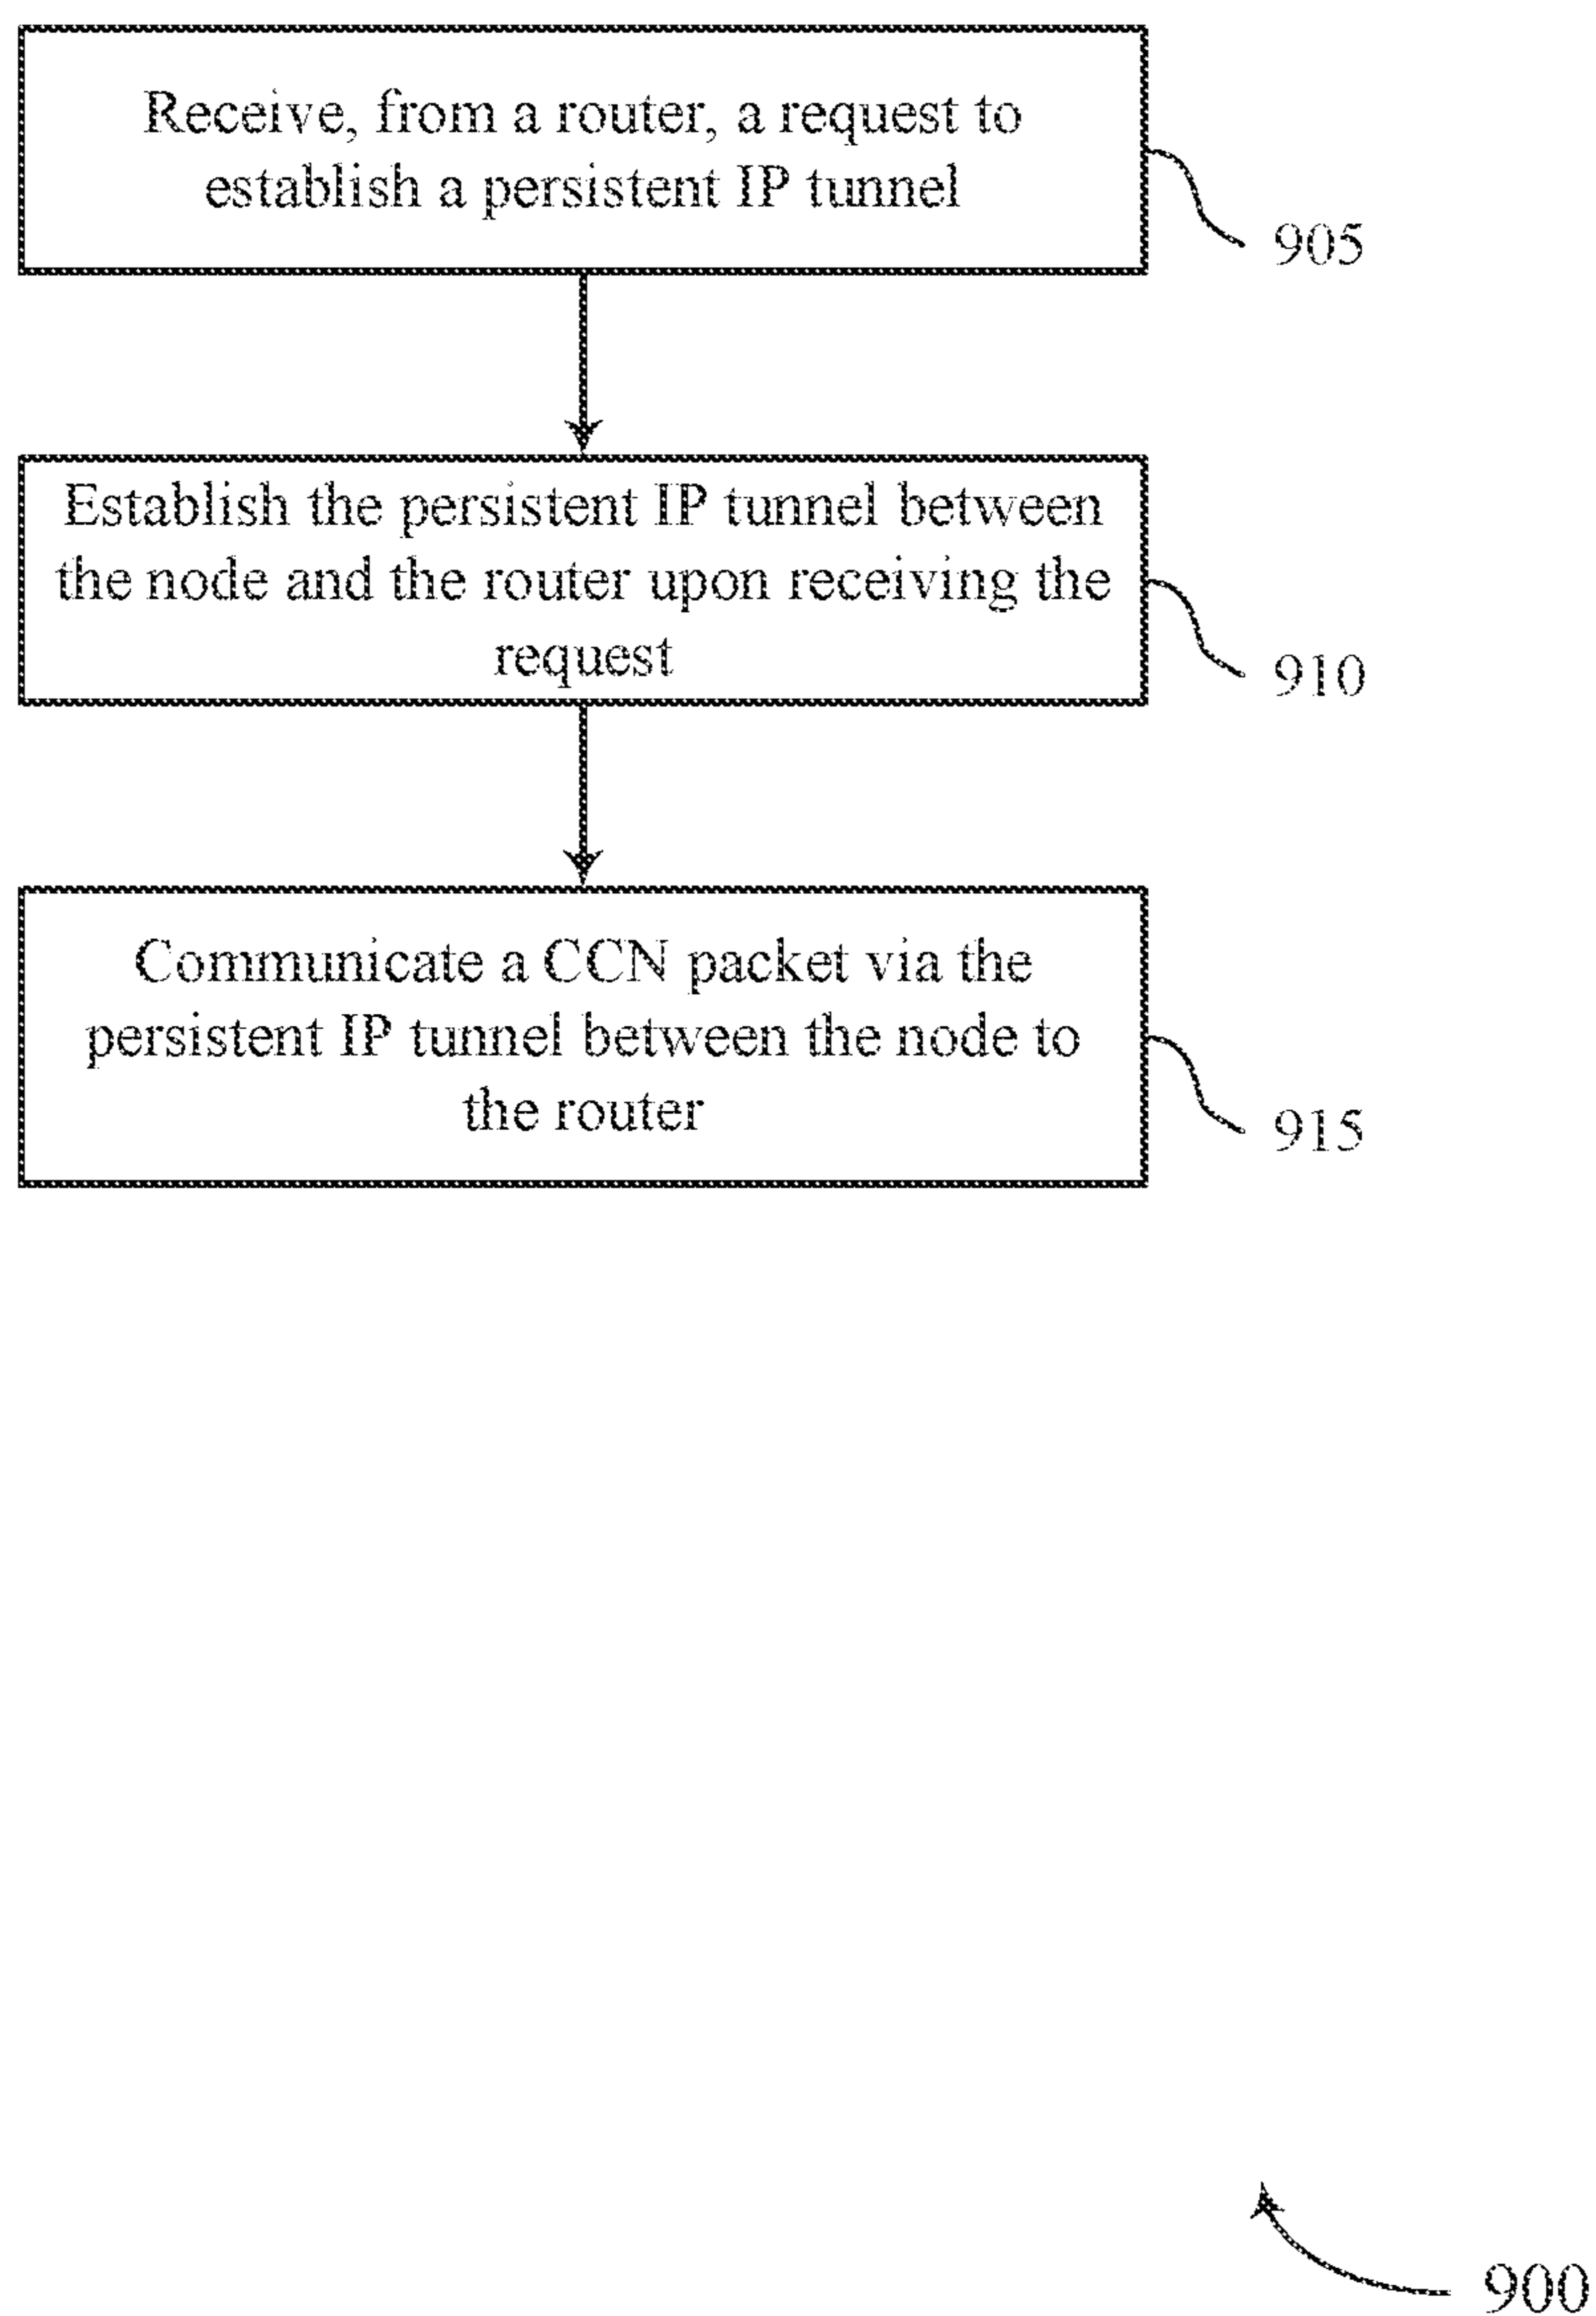 Receive, from a router, a request to
establish a persistent IP tunnel
905
Establish the persistent IP tunnel between
the node and the router upon receiving the
request
910
Communicate a CCN packet via the
persistent IP tunnel between the node to
the router
915
900